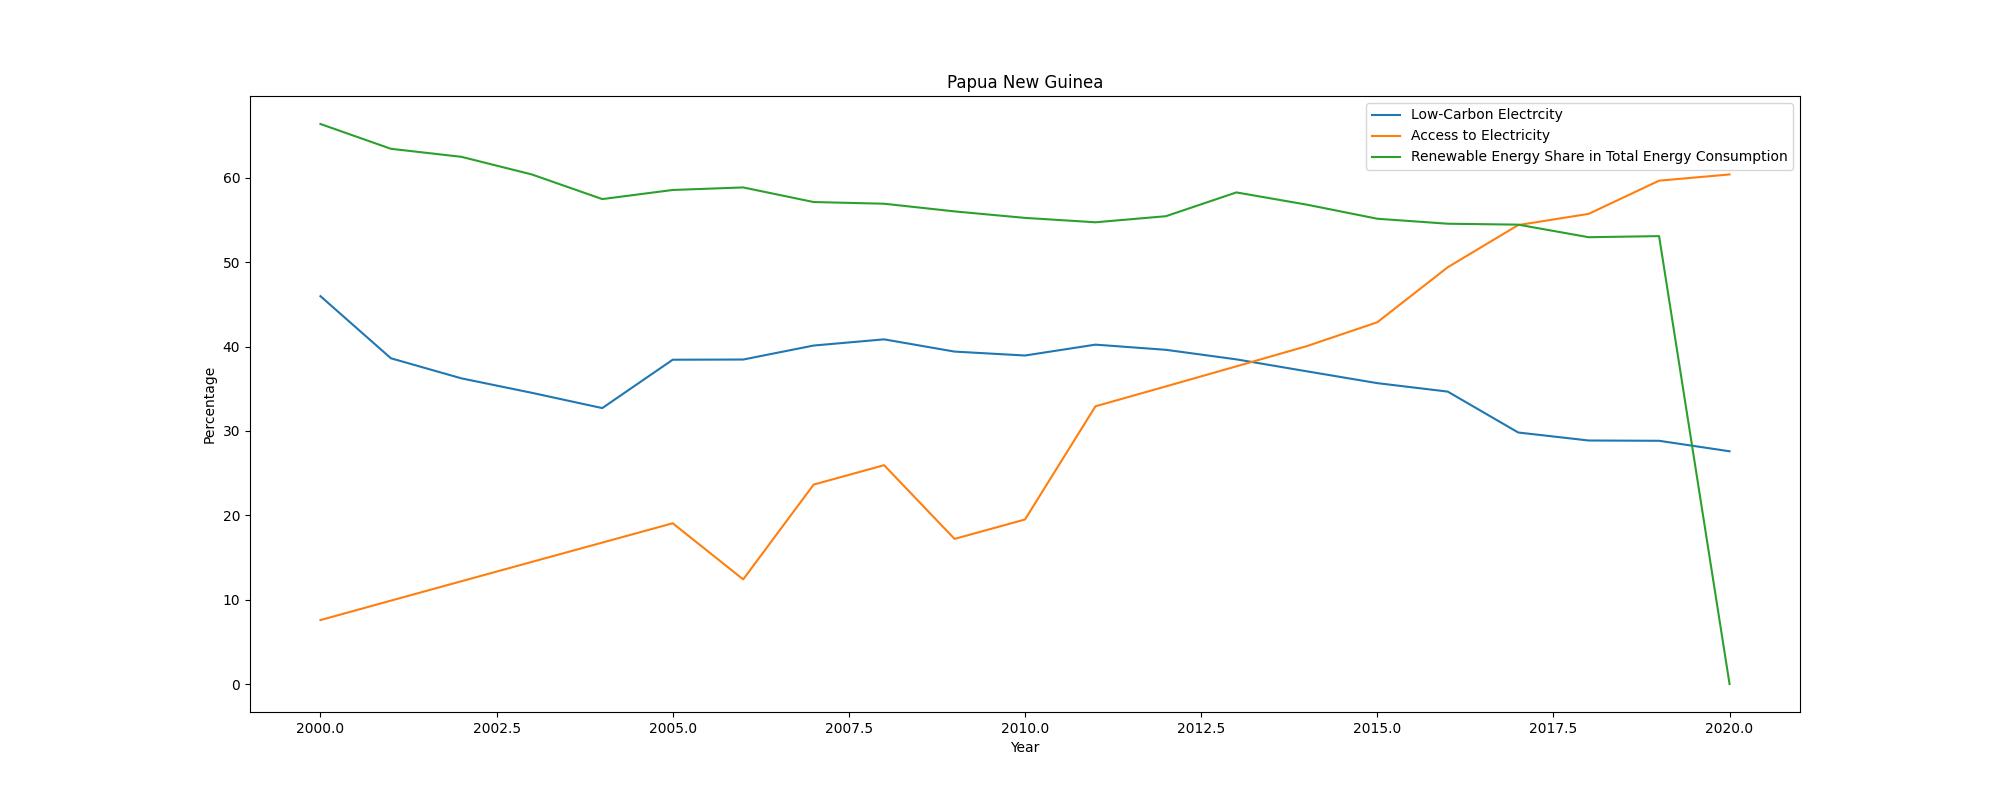 Papua New Guinea
Low-Carbon Electrcity
Access to Electricity
Renewable Energy Share in Total Energy Consumption
Percentage
60
50
40
30
20
10
0
2000.0 2002.5 2005.0 2007.5 2010.0 2012.5 2015.0 2017.5 2020.0
Year